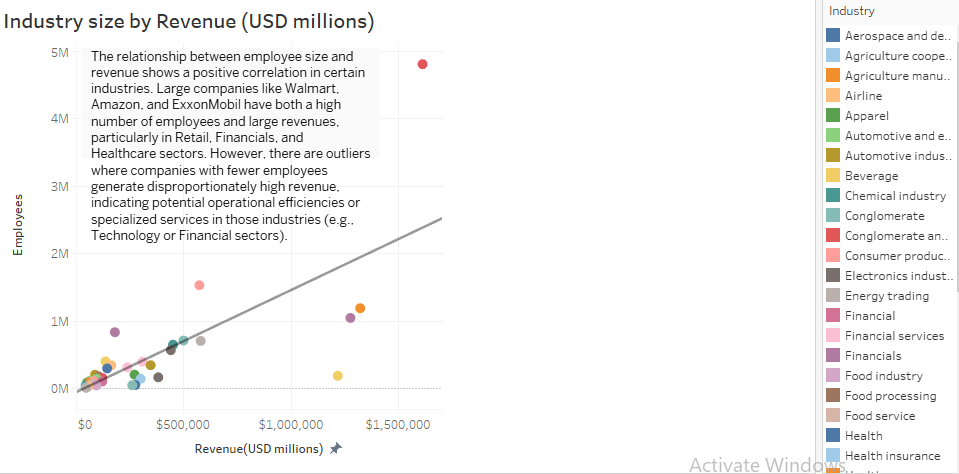 Industry size by Revenue (USD millions)
The relationship between employee size and
revenue shows a positive correlation in certain
industries. Large companies like Walmart,
Amazon, and ExxonMobil have both a high
number of employees and large revenues,
particularly in Retail, Financials, and
Healthcare sectors. However, there are outliers
where companies with fewer employees
generate disproportionately high revenue,
indicating potential operational efficiencies or
specialized services in those industries (e.g.,
Technology or Financial sectors).
5M
4M
3M
2M
1M
0M
Employees
$0
$500,000
$1,000,000
$1,500,000
Revenue(USD millions)
Industry
Aerospace and de..
Agriculture coope..
Agriculture manu..
Airline
Apparel
Automotive and e..
Automotive indus..
Beverage
Chemical industry
Conglomerate
Conglomerate an..
Consumer produc..
Electronics indust..
Energy trading
Financial
Financial services
Financials
Food industry
Food processing
Food service
Health
Health insurance
Activate Windows